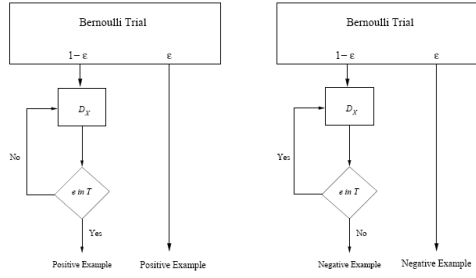 Bernoulli Trial
1− ε
ε
D_X
No
e in T
Yes
Positive Example
Positive Example
Bernoulli Trial
1− ε
ε
D_X
Yes
e in T
No
Negative Example
Negative Example